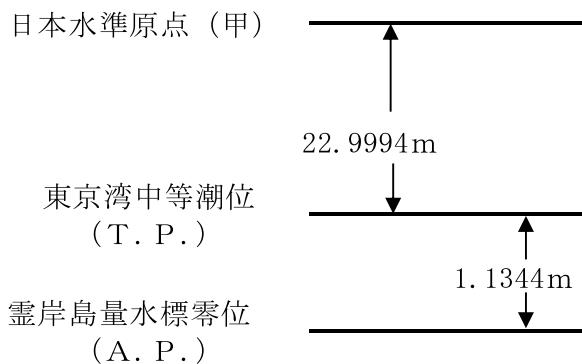 日本水準原点（甲）
22.9994m
東京湾中等潮位
（T.P.）
1.1344m
霊岸島量水標零位
（A.P.）